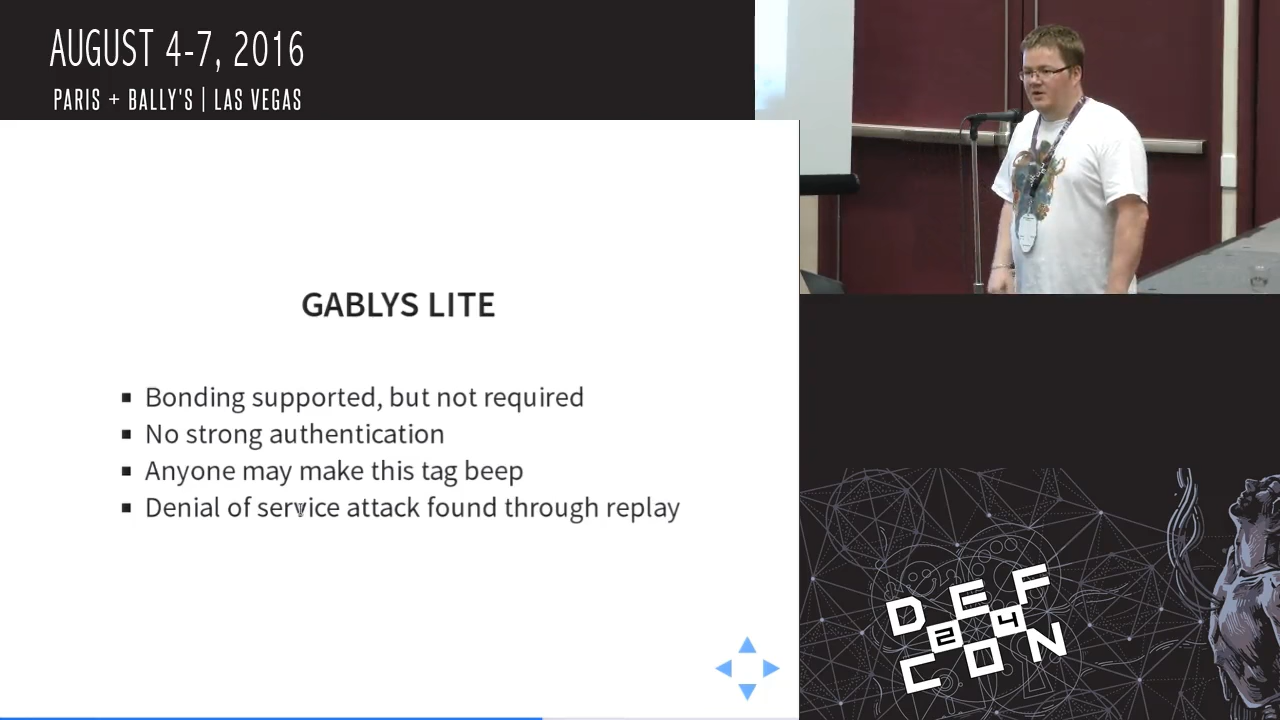 AUGUST 4-7, 2016
PARIS + BALLY'S | LAS VEGAS
GABLYS LITE
Bonding supported, but not required
No strong authentication
Anyone may make this tag beep
Denial of service attack found through replay
DEF
24
CON